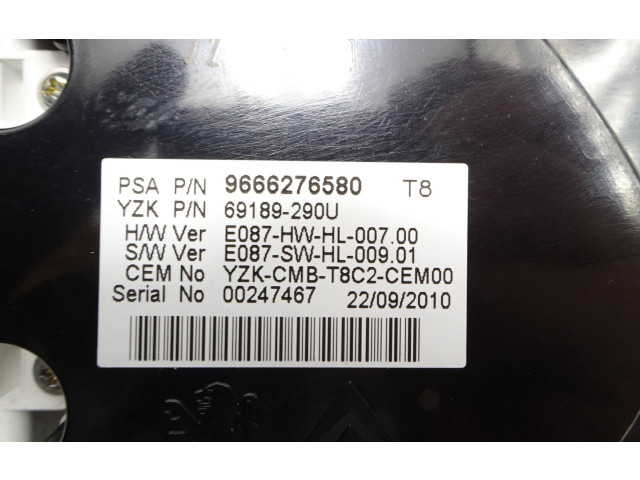 PSA P/N 9666276580 T8
YZK P/N 69189-290U
H/W Ver E087-HW-HL-007.00
S/W Ver E087-SW-HL-009.01
CEM No YZK-CMB-T8C2-CEM00
Serial No 00247467 22/09/2010